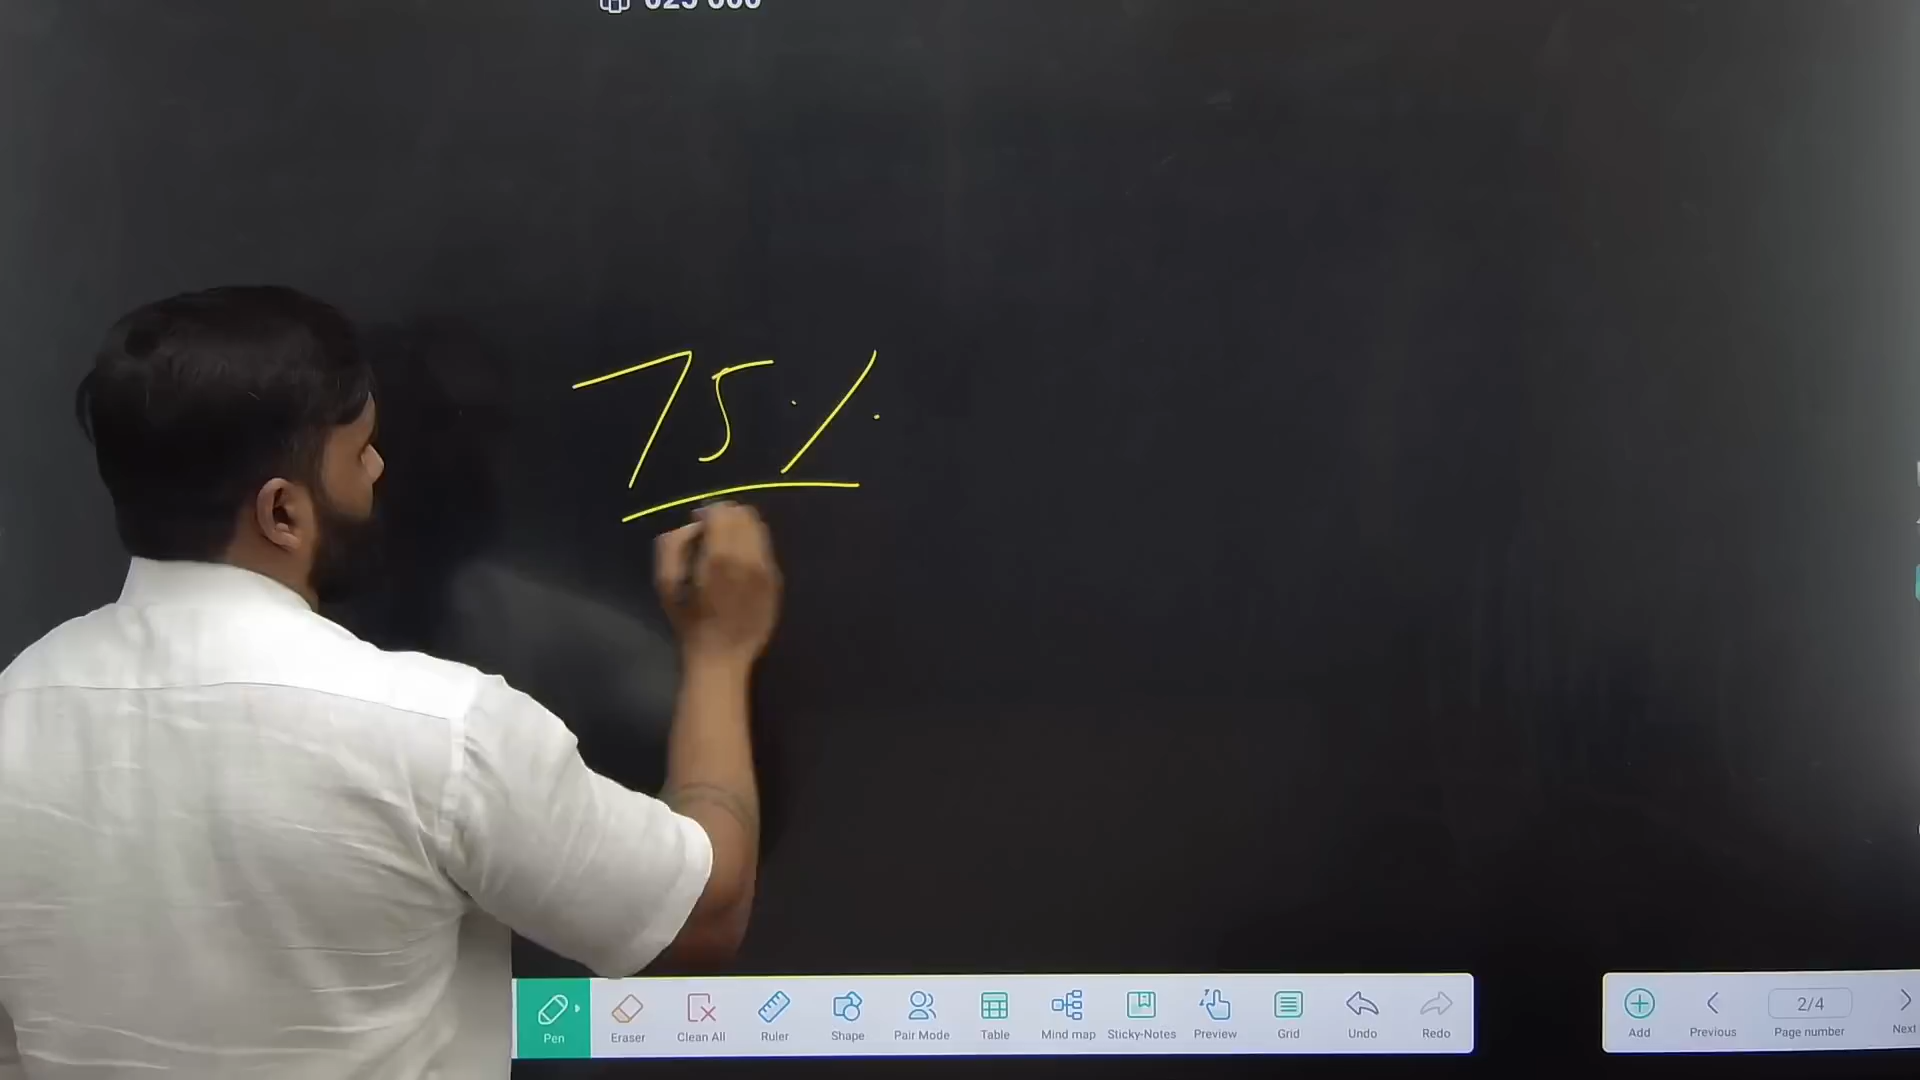 75%
Pen Eraser Clean All Ruler Shape Pair Mode Table Mind map Sticky-Notes Preview Grid Undo Redo
2/4
Add Previous Page number Next